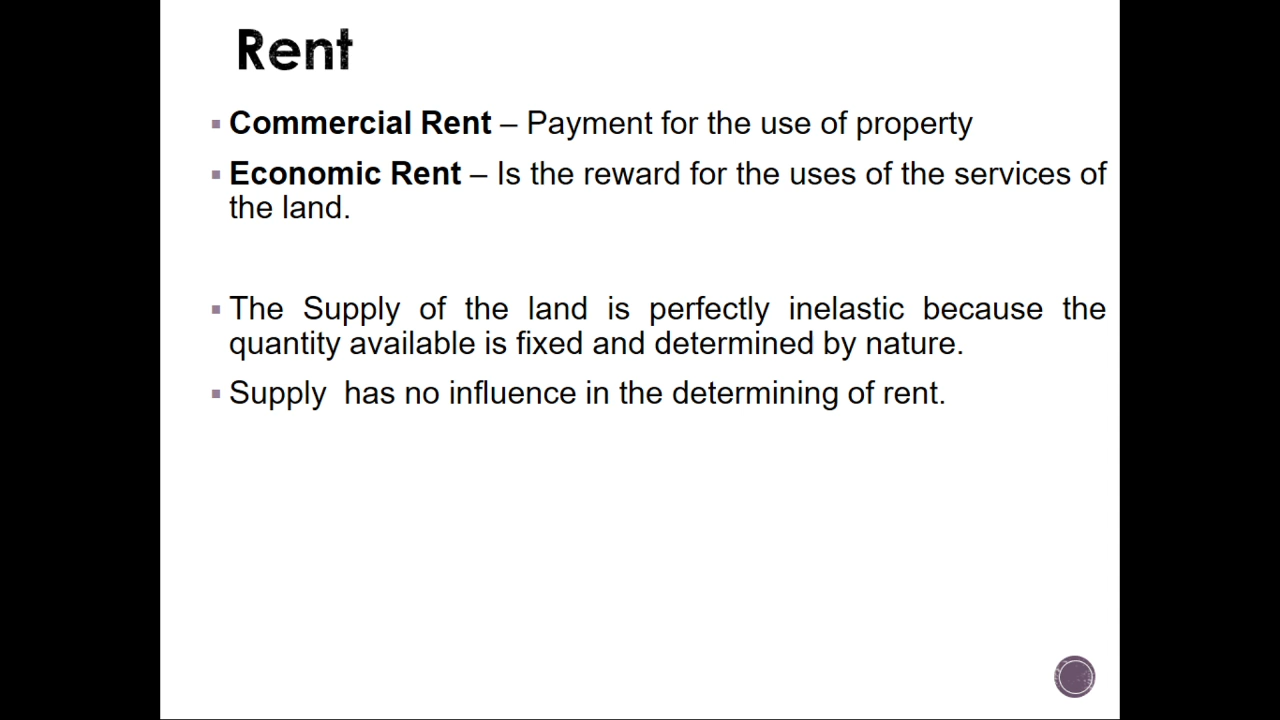 Rent
▪ Commercial Rent – Payment for the use of property
▪ Economic Rent – Is the reward for the uses of the services of
the land.
▪ The Supply of the land is perfectly inelastic because the
quantity available is fixed and determined by nature.
▪ Supply  has no influence in the determining of rent.